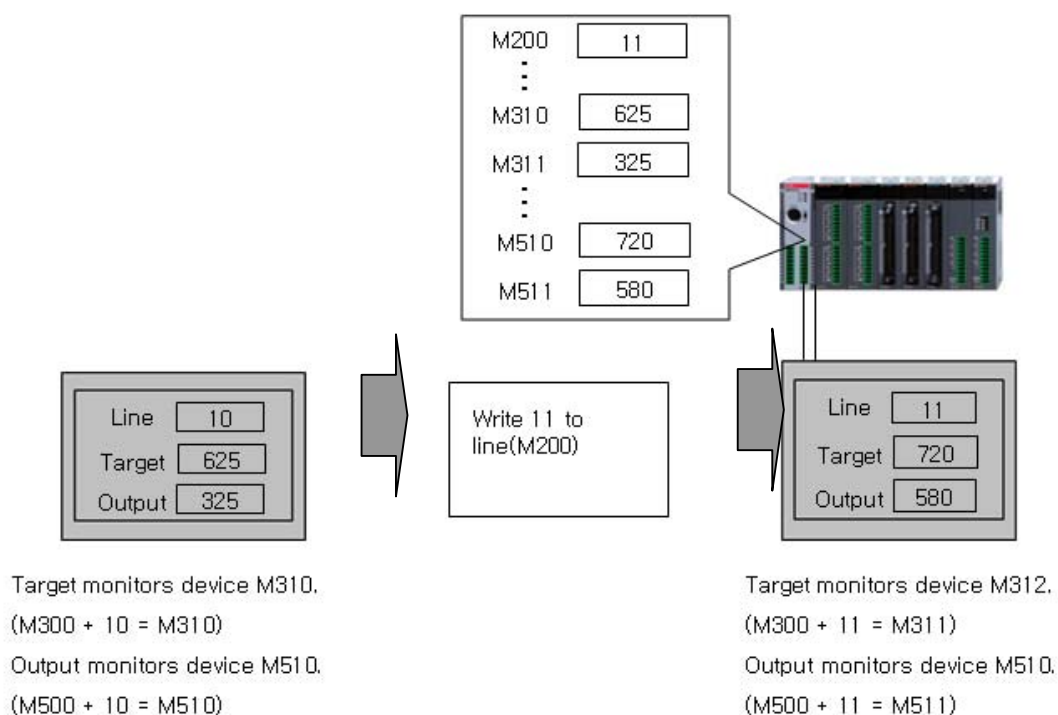 M200 11
M310 625
M311 325
M510 720
M511 580
Line 10
Target 625
Output 325
Write 11 to
line(M200)
Line 11
Target 720
Output 580
Target monitors device M310.
(M300 + 10 = M310)
Output monitors device M510.
(M500 + 10 = M510)
Target monitors device M312.
(M300 + 11 = M311)
Output monitors device M510.
(M500 + 11 = M511)